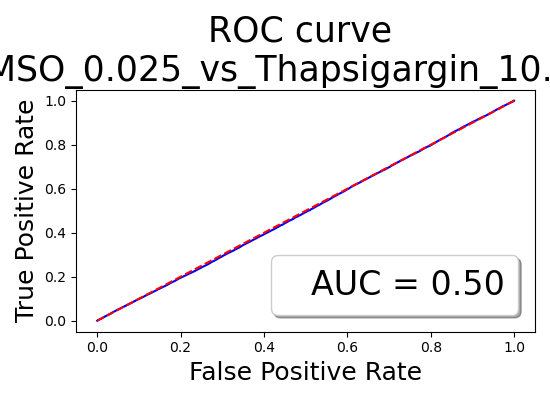 ROC curve
MSO_0.025_vs_Thapsigargin_10.
True Positive Rate
1.0
0.8
0.6
0.4
0.2
0.0
AUC = 0.50
0.0 0.2 0.4 0.6 0.8 1.0
False Positive Rate